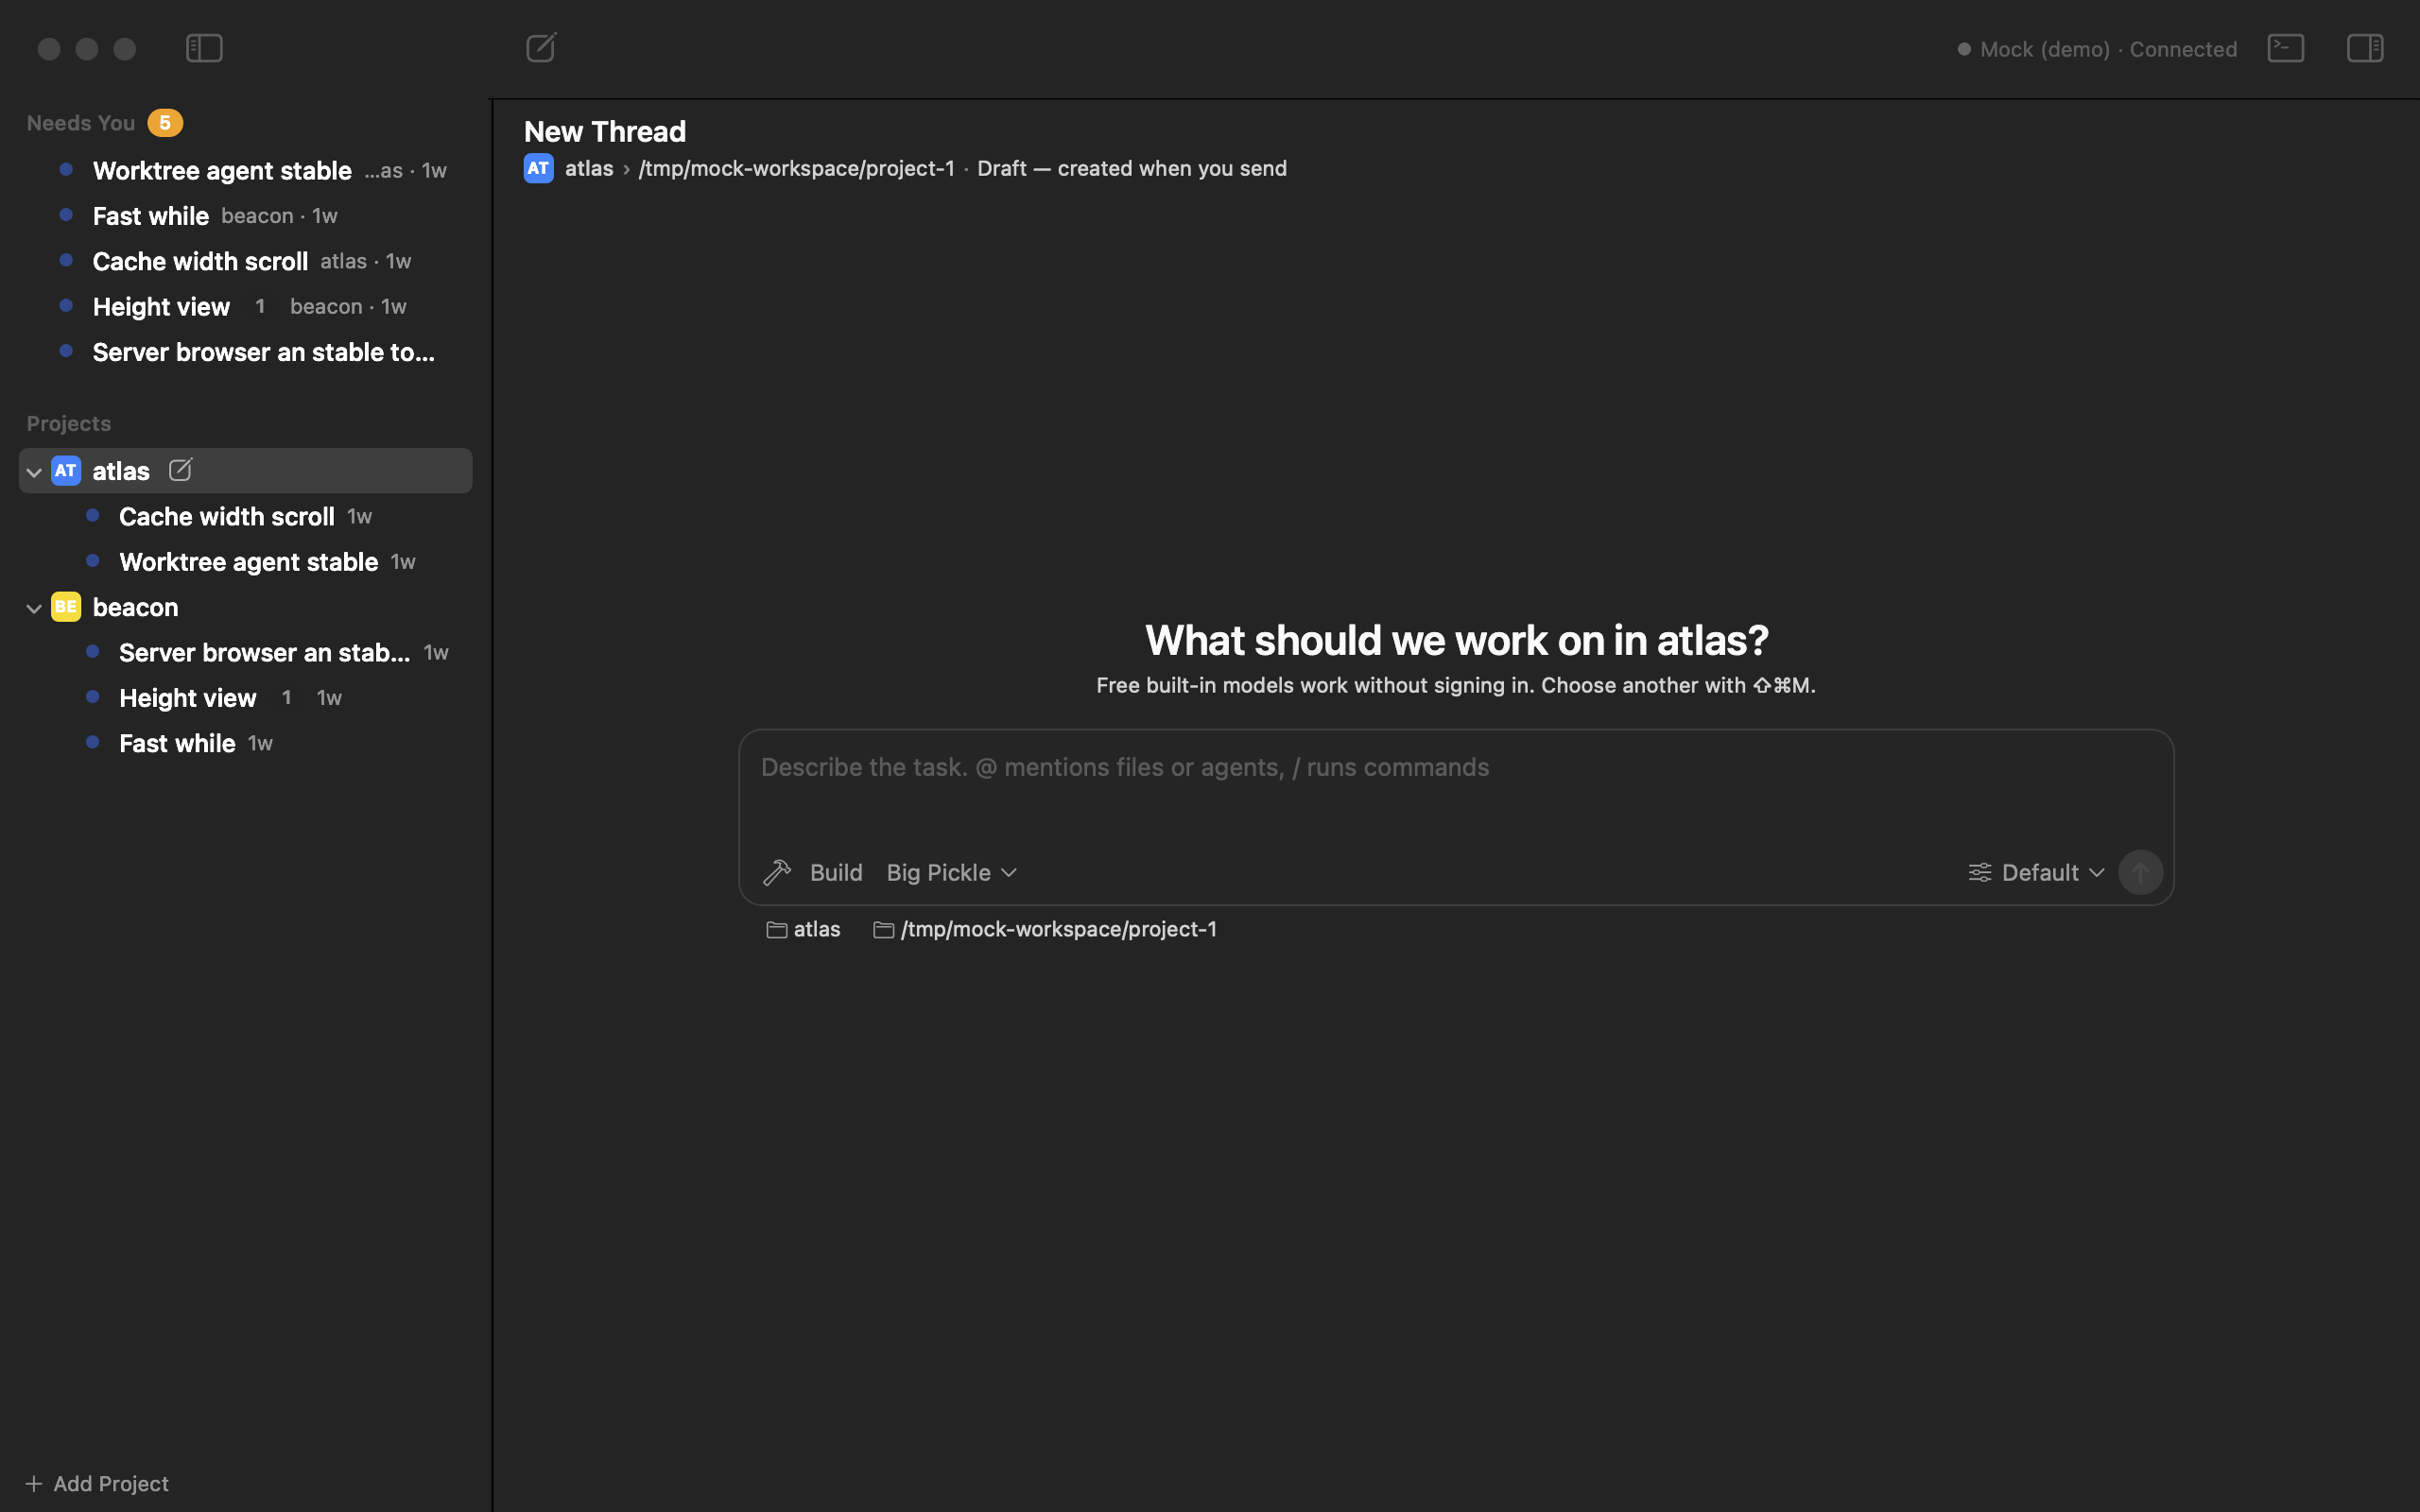 Mock (demo) · Connected
Needs You 5
Worktree agent stable ...as · 1w
Fast while beacon · 1w
Cache width scroll atlas · 1w
Height view 1 beacon · 1w
Server browser an stable to...
Projects
AT atlas
Cache width scroll 1w
Worktree agent stable 1w
BE beacon
Server browser an stab... 1w
Height view 1 1w
Fast while 1w
+ Add Project
New Thread
AT atlas › /tmp/mock-workspace/project-1 · Draft — created when you send
What should we work on in atlas?
Free built-in models work without signing in. Choose another with ⇧⌘M.
Describe the task. @ mentions files or agents, / runs commands
Build Big Pickle Default
atlas /tmp/mock-workspace/project-1